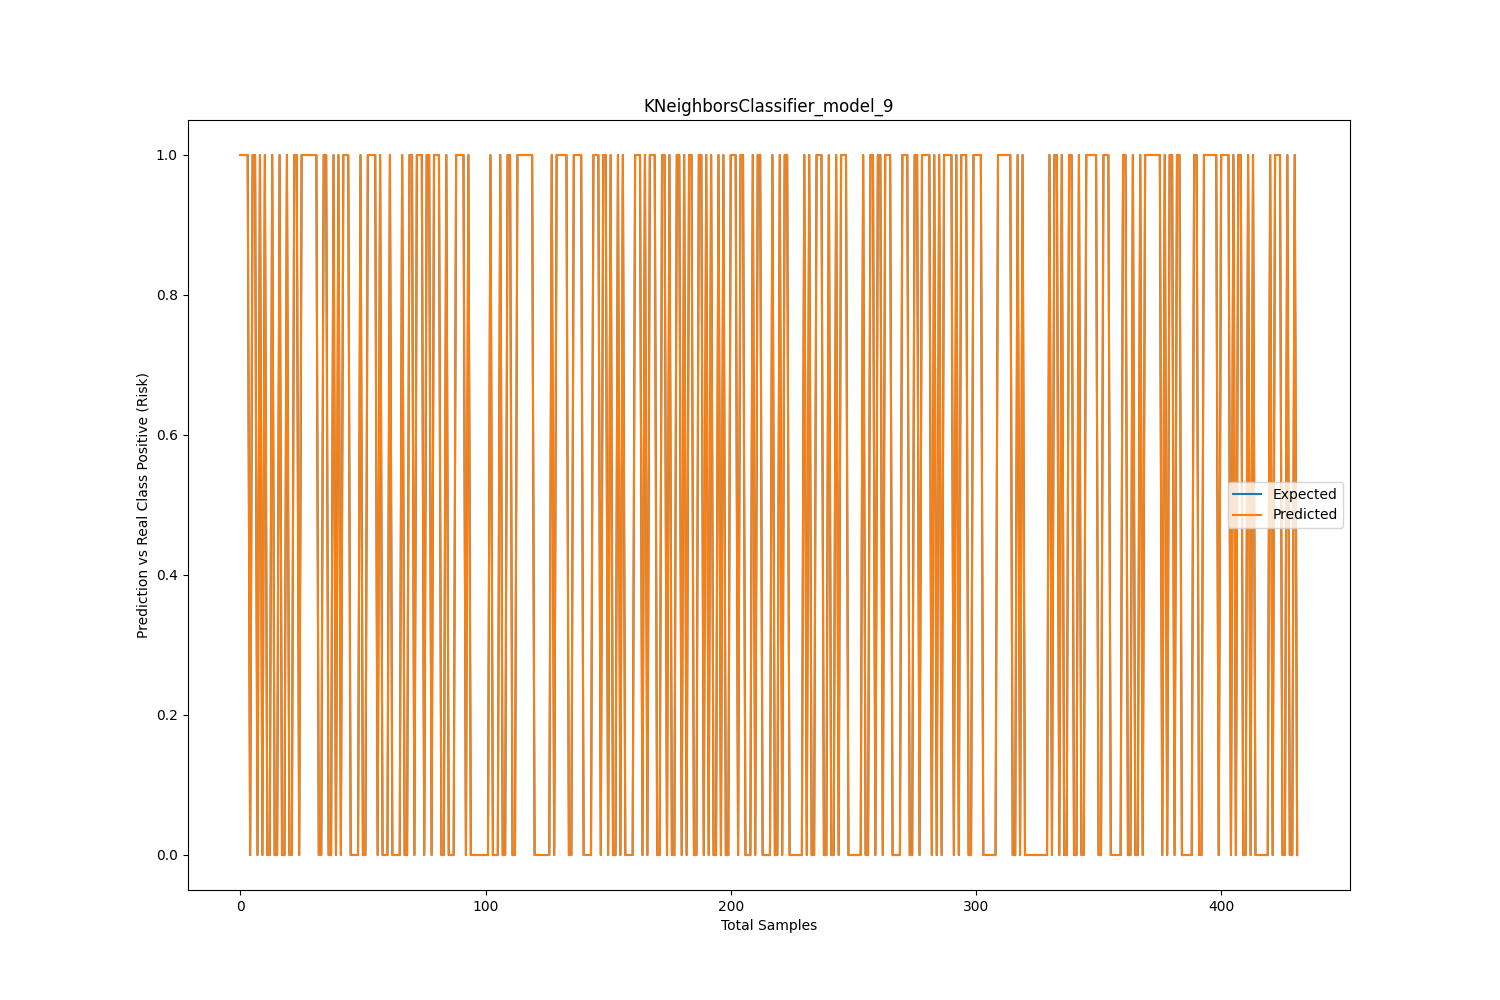 KNeighborsClassifier_model_9
1.0
0.8
0.6
0.4
0.2
0.0
Prediction vs Real Class Positive (Risk)
Expected
Predicted
0 100 200 300 400
Total Samples